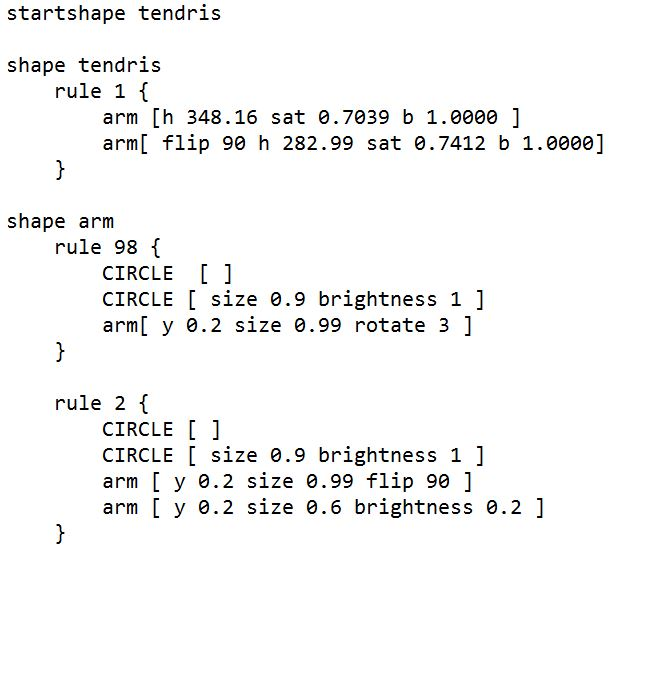 startshape tendris

shape tendris
    rule 1 {
        arm [h 348.16 sat 0.7039 b 1.0000 ]
        arm[ flip 90 h 282.99 sat 0.7412 b 1.0000]
    }

shape arm
    rule 98 {
        CIRCLE  [ ]
        CIRCLE [ size 0.9 brightness 1 ]
        arm[ y 0.2 size 0.99 rotate 3 ]
    }

    rule 2 {
        CIRCLE [ ]
        CIRCLE [ size 0.9 brightness 1 ]
        arm [ y 0.2 size 0.99 flip 90 ]
        arm [ y 0.2 size 0.6 brightness 0.2 ]
    }